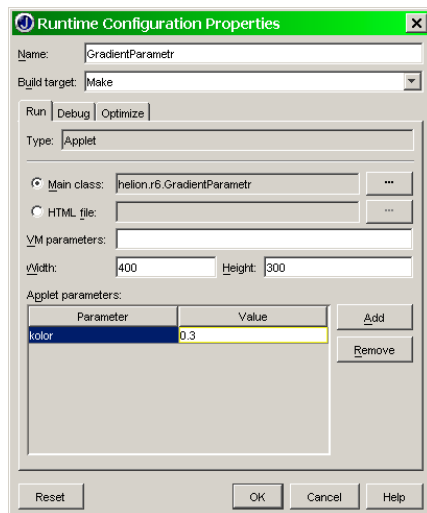 Runtime Configuration Properties
Name: GradientParametr
Build target: Make
Run Debug Optimize
Type: Applet
Main class: helion.r6.GradientParametr ...
HTML file: ...
VM parameters:
Width: 400 Height: 300
Applet parameters:
Parameter Value Add
kolor 0.3
Remove
Reset OK Cancel Help